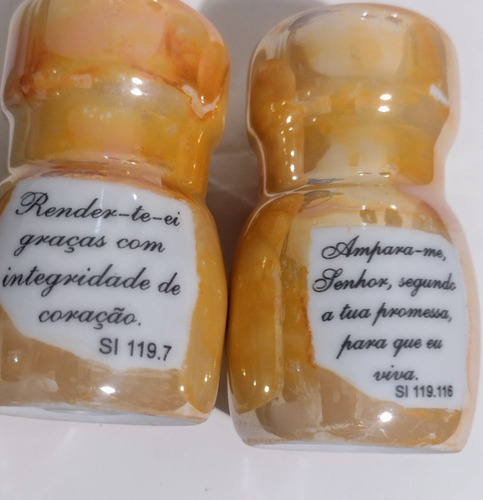 Render-te-ei
graças com
integridade de
coração.
Sl 119.7
Ampara-me,
Senhor, segundo
a tua promessa,
para que eu
viva.
Sl 119.116